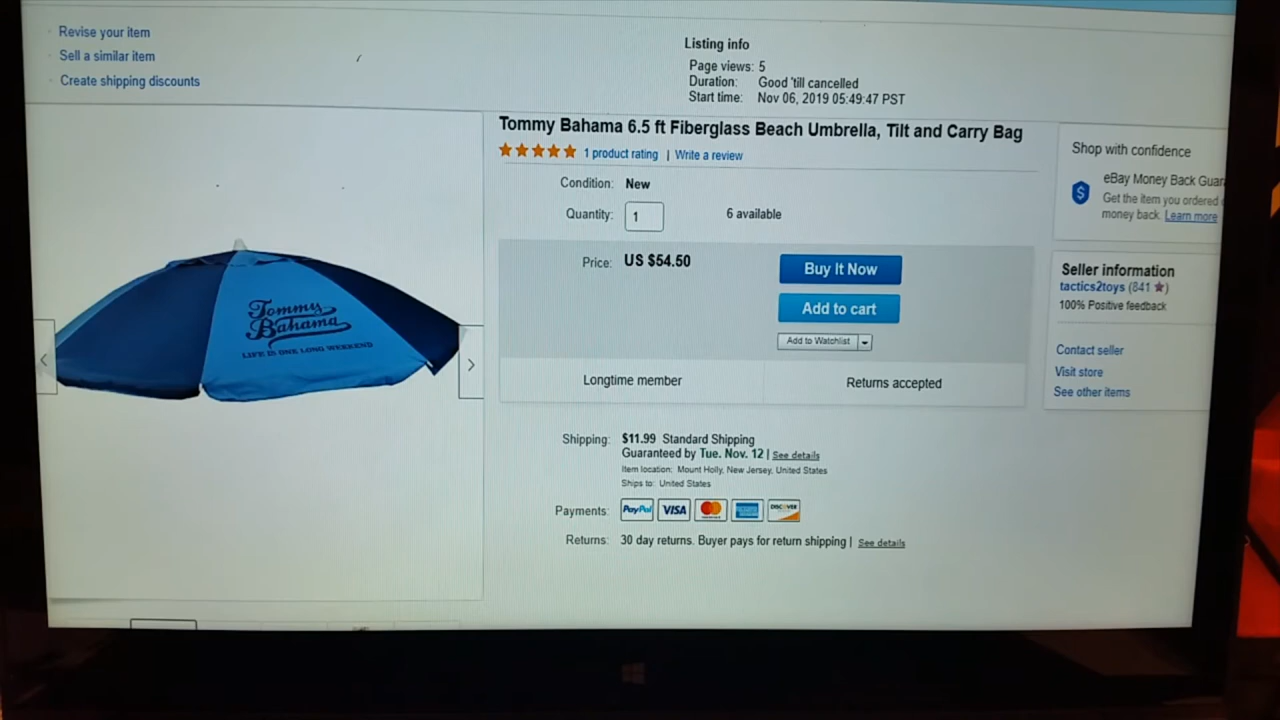 Revise your item
Sell a similar item
Create shipping discounts
Listing info
Page views: 5
Duration: Good 'till cancelled
Start time: Nov 06, 2019 05:49:47 PST
Tommy Bahama 6.5 ft Fiberglass Beach Umbrella, Tilt and Carry Bag
1 product rating | Write a review
Condition: New
Quantity: 1 6 available
Price: US $54.50
Buy It Now
Add to cart
Add to Watchlist
Longtime member Returns accepted
Shipping: $11.99 Standard Shipping
Guaranteed by Tue. Nov. 12 | See details
Item location: Mount Holly, New Jersey, United States
Ships to: United States
Payments: PayPal VISA DISCOVER
Returns: 30 day returns. Buyer pays for return shipping | See details
Tommy
Bahama
LIFE IS ONE LONG WEEKEND
Shop with confidence
eBay Money Back Guar
Get the item you ordered
money back. Learn more
Seller information
tactics2toys (841 ★)
100% Positive feedback
Contact seller
Visit store
See other items